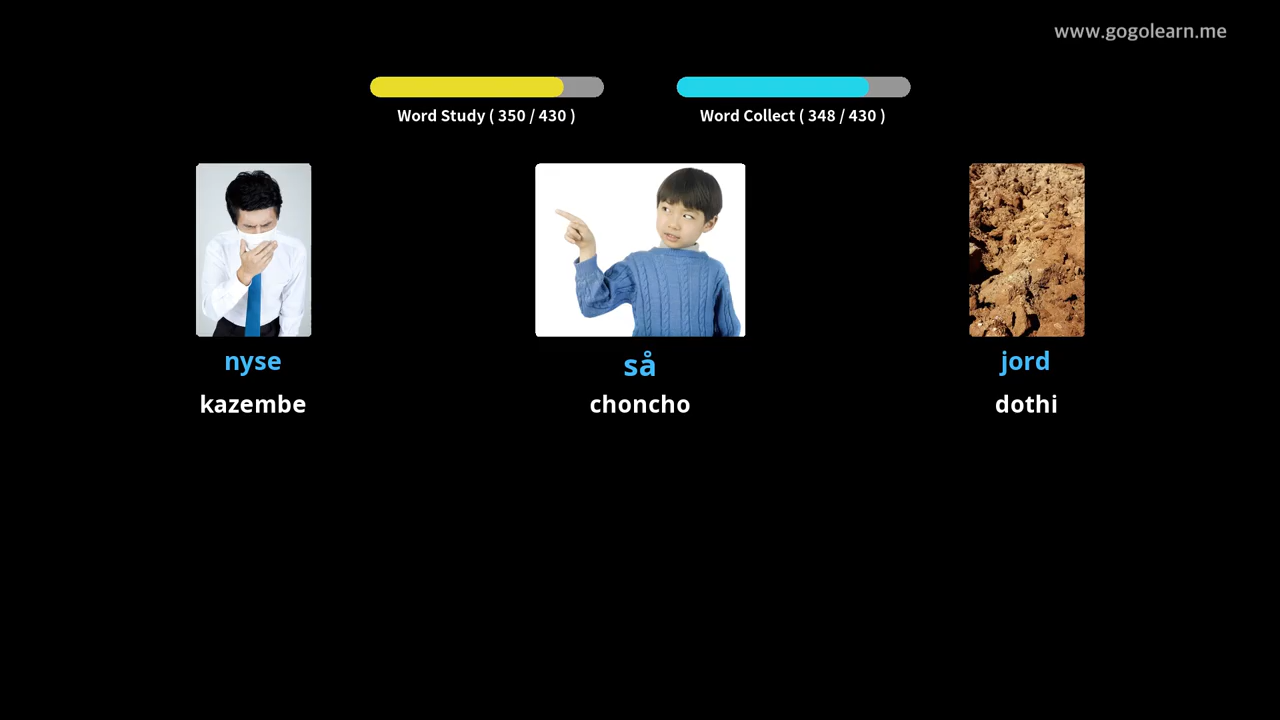 www.gogolearn.me
Word Study ( 350 / 430 )
Word Collect ( 348 / 430 )
nyse
så
jord
kazembe
choncho
dothi